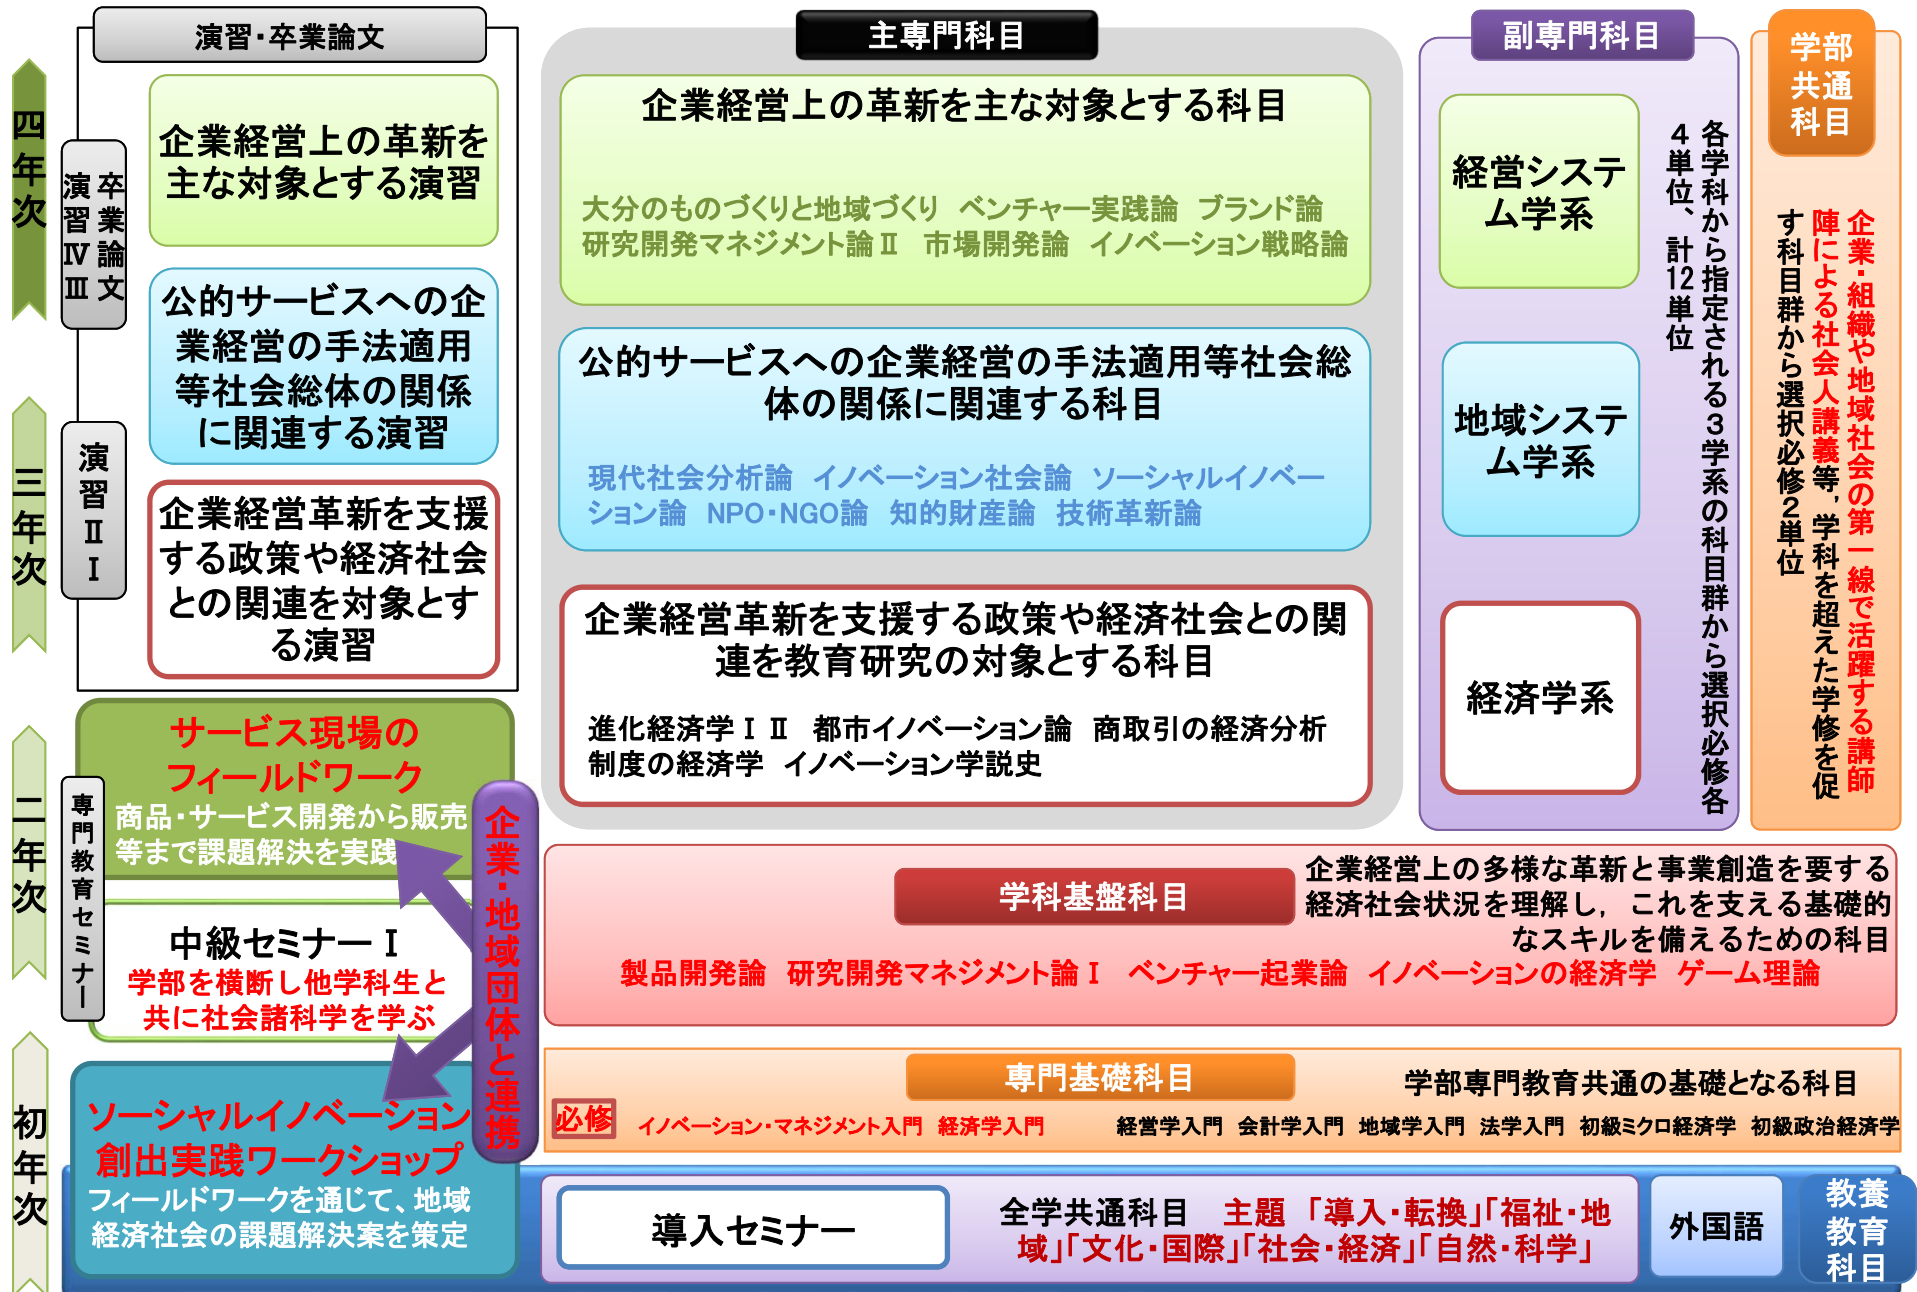 演習・卒業論文
主専門科目
副専門科目
学部
共通
科目
四年次
三年次
二年次
初年次
卒業論文
演習Ⅳ Ⅲ
演習Ⅱ Ⅰ
専門教育セミナー
企業経営上の革新を
主な対象とする演習
公的サービスへの企
業経営の手法適用
等社会総体の関係
に関連する演習
企業経営革新を支援
する政策や経済社会
との関連を対象とす
る演習
企業経営上の革新を主な対象とする科目
大分のものづくりと地域づくり ベンチャー実践論 ブランド論
研究開発マネジメント論Ⅱ 市場開発論 イノベーション戦略論
公的サービスへの企業経営の手法適用等社会総
体の関係に関連する科目
現代社会分析論 イノベーション社会論 ソーシャルイノベー
ション論 NPO・NGO論 知的財産論 技術革新論
企業経営革新を支援する政策や経済社会との関
連を教育研究の対象とする科目
進化経済学ⅠⅡ 都市イノベーション論 商取引の経済分析
制度の経済学 イノベーション学説史
経営システ
ム学系
地域システ
ム学系
経済学系
各学科から指定される3学系の科目群から選択必修各
4単位、計12単位
企業・組織や地域社会の第一線で活躍する講師
陣による社会人講義等，学科を超えた学修を促
す科目群から選択必修2単位
サービス現場の
フィールドワーク
商品・サービス開発から販売
等まで課題解決を実践
中級セミナーⅠ
学部を横断し他学科生と
共に社会諸科学を学ぶ
企業・地域団体と連携
ソーシャルイノベーション
創出実践ワークショップ
フィールドワークを通じて、地域
経済社会の課題解決案を策定
学科基盤科目
企業経営上の多様な革新と事業創造を要する
経済社会状況を理解し，これを支える基礎的
なスキルを備えるための科目
製品開発論 研究開発マネジメント論Ⅰ ベンチャー起業論 イノベーションの経済学 ゲーム理論
専門基礎科目
学部専門教育共通の基礎となる科目
必修
イノベーション・マネジメント入門 経済学入門 経営学入門 会計学入門 地域学入門 法学入門 初級ミクロ経済学 初級政治経済学
導入セミナー
全学共通科目 主題 「導入・転換」「福祉・地
域」「文化・国際」「社会・経済」「自然・科学」
外国語
教養
教育
科目